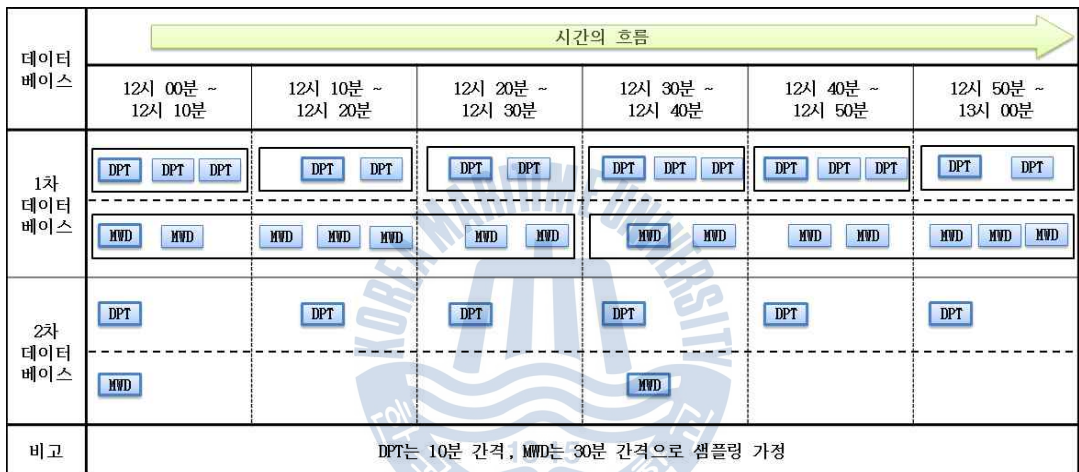 데이터
베이스
시간의 흐름
12시 00분 ~
12시 10분
12시 10분 ~
12시 20분
12시 20분 ~
12시 30분
12시 30분 ~
12시 40분
12시 40분 ~
12시 50분
12시 50분 ~
13시 00분
1차
데이터
베이스
DPT DPT DPT DPT DPT DPT DPT DPT DPT DPT DPT DPT DPT DPT DPT
MWD MWD MWD MWD MWD MWD MWD MWD MWD MWD MWD MWD MWD MWD
2차
데이터
베이스
DPT DPT DPT DPT DPT DPT
MWD MWD
비고
DPT는 10분 간격, MWD는 30분 간격으로 샘플링 가정
KOREA MARITIME UNIVERSITY
1945